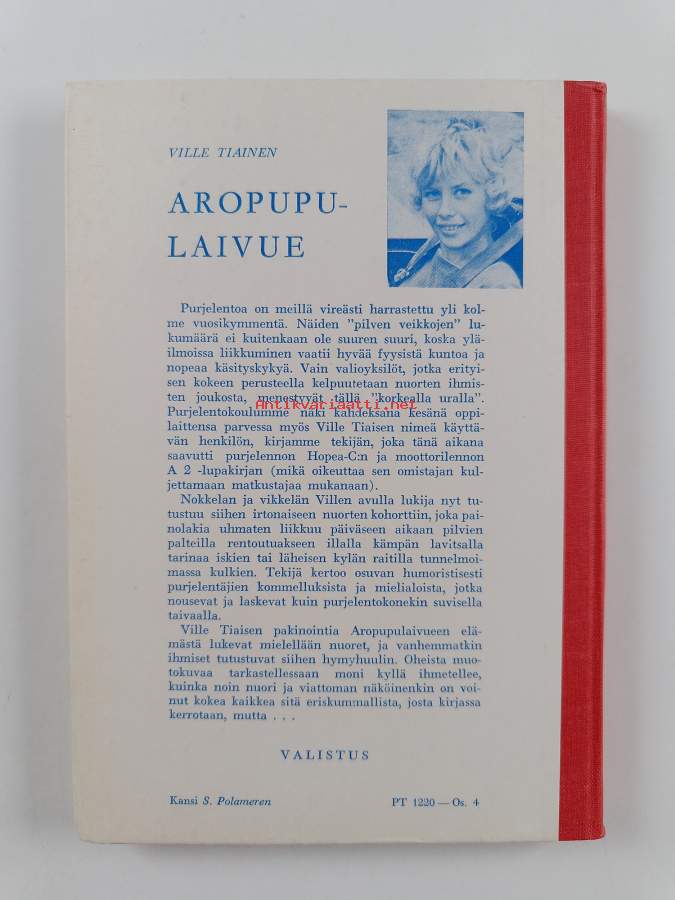 VILLE TIAINEN
AROPUPU-
LAIVUE
Purjelentoa on meillä vireästi harrastettu yli kol-
me vuosikymmentä. Näiden ”pilven veikkojen” lu-
kumäärä ei kuitenkaan ole suuren suuri, koska ylä-
ilmoissa liikkuminen vaatii hyvää fyysistä kuntoa ja
nopeaa käsityskykyä. Vain valioyksilöt, jotka erityi-
sen kokeen perusteella kelpuutetaan nuorten ihmis-
ten joukosta, menestyvät tällä ”korkealla uralla”.
Antikvariaatti.net
Purjelentokoulumme näki kahdeksana kesänä oppi-
laittensa parvessa myös Ville Tiaisen nimeä käyttä-
vän henkilön, kirjamme tekijän, joka tänä aikana
saavutti purjelennon Hopea-C:n ja moottorilennon
A 2 -lupakirjan (mikä oikeuttaa sen omistajan kul-
jettamaan matkustajaa mukanaan).
Nokkelan ja vikkelän Villen avulla lukija nyt tu-
tustuu siihen irtonaiseen nuorten kohorttiin, joka pai-
nolakia uhmaten liikkuu päiväseen aikaan pilvien
palteilla rentoutuakseen illalla kämpän lavitsalla
tarinaa iskien tai läheisen kylän raitilla tunnelmoi-
massa kulkien. Tekijä kertoo osuvan humoristisesti
purjelentäjien kommelluksista ja mielialoista, jotka
nousevat ja laskevat kuin purjelentokonekin suvisella
taivaalla.
Ville Tiaisen pakinointia Aropupulaivueen elä-
mästä lukevat mielellään nuoret, ja vanhemmatkin
ihmiset tutustuvat siihen hymyhuulin. Oheista muo-
tokuvaa tarkastellessaan moni kyllä ihmetellee,
kuinka noin nuori ja viattoman näköinenkin on voi-
nut kokea kaikkea sitä eriskummallista, josta kirjassa
kerrotaan, mutta . . .
VALISTUS
Kansi S. Polameren
PT 1220 — Os. 4